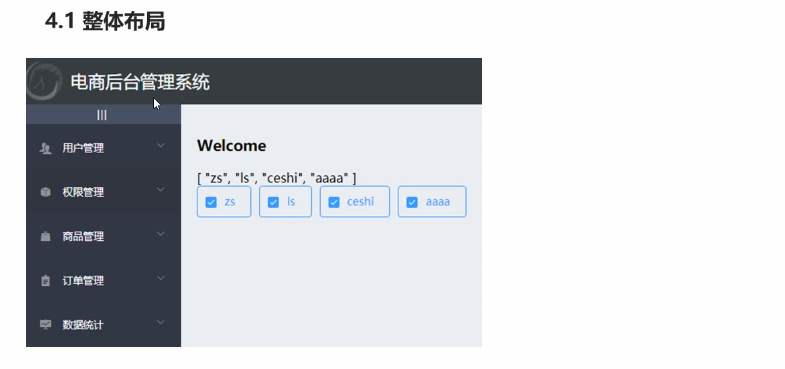 4.1 整体布局
电商后台管理系统
|||
用户管理
权限管理
商品管理
订单管理
数据统计
Welcome
[ "zs", "ls", "ceshi", "aaaa" ]
zs ls ceshi aaaa